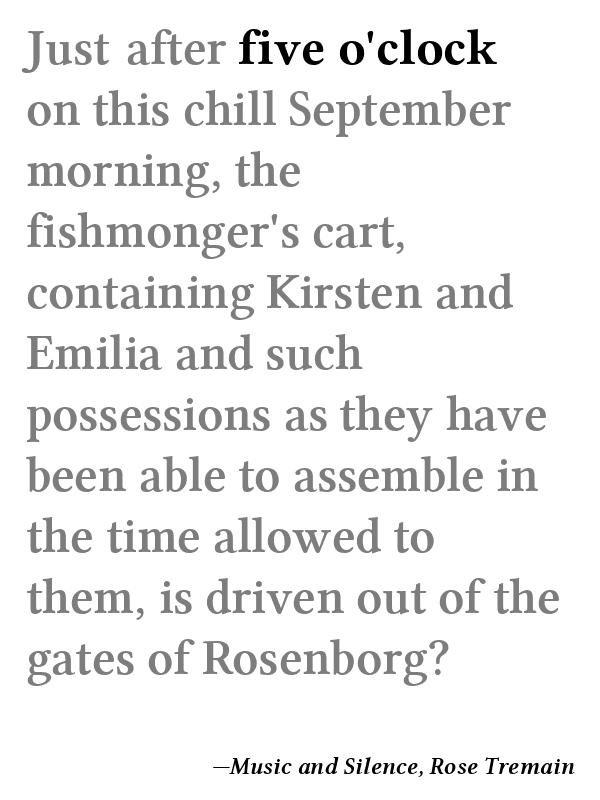 Just after five o'clock
on this chill September
morning, the
fishmonger's cart,
containing Kirsten and
Emilia and such
possessions as they have
been able to assemble in
the time allowed to
them, is driven out of the
gates of Rosenborg?
—Music and Silence, Rose Tremain